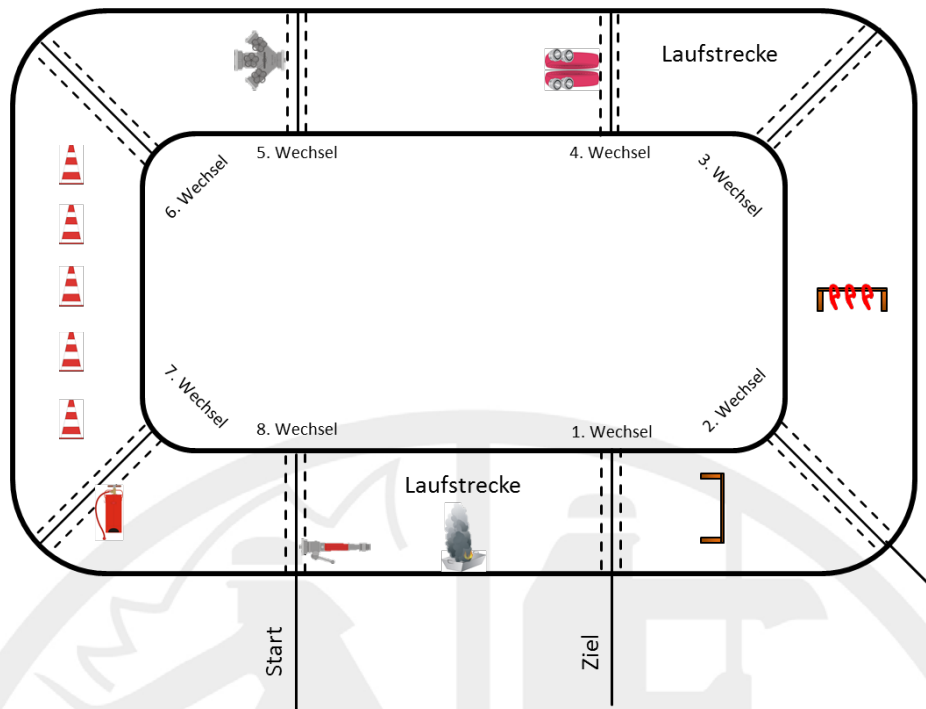 Laufstrecke
5. Wechsel
4. Wechsel
6. Wechsel
3. Wechsel
7. Wechsel
2. Wechsel
8. Wechsel
1. Wechsel
Laufstrecke
Start
Ziel